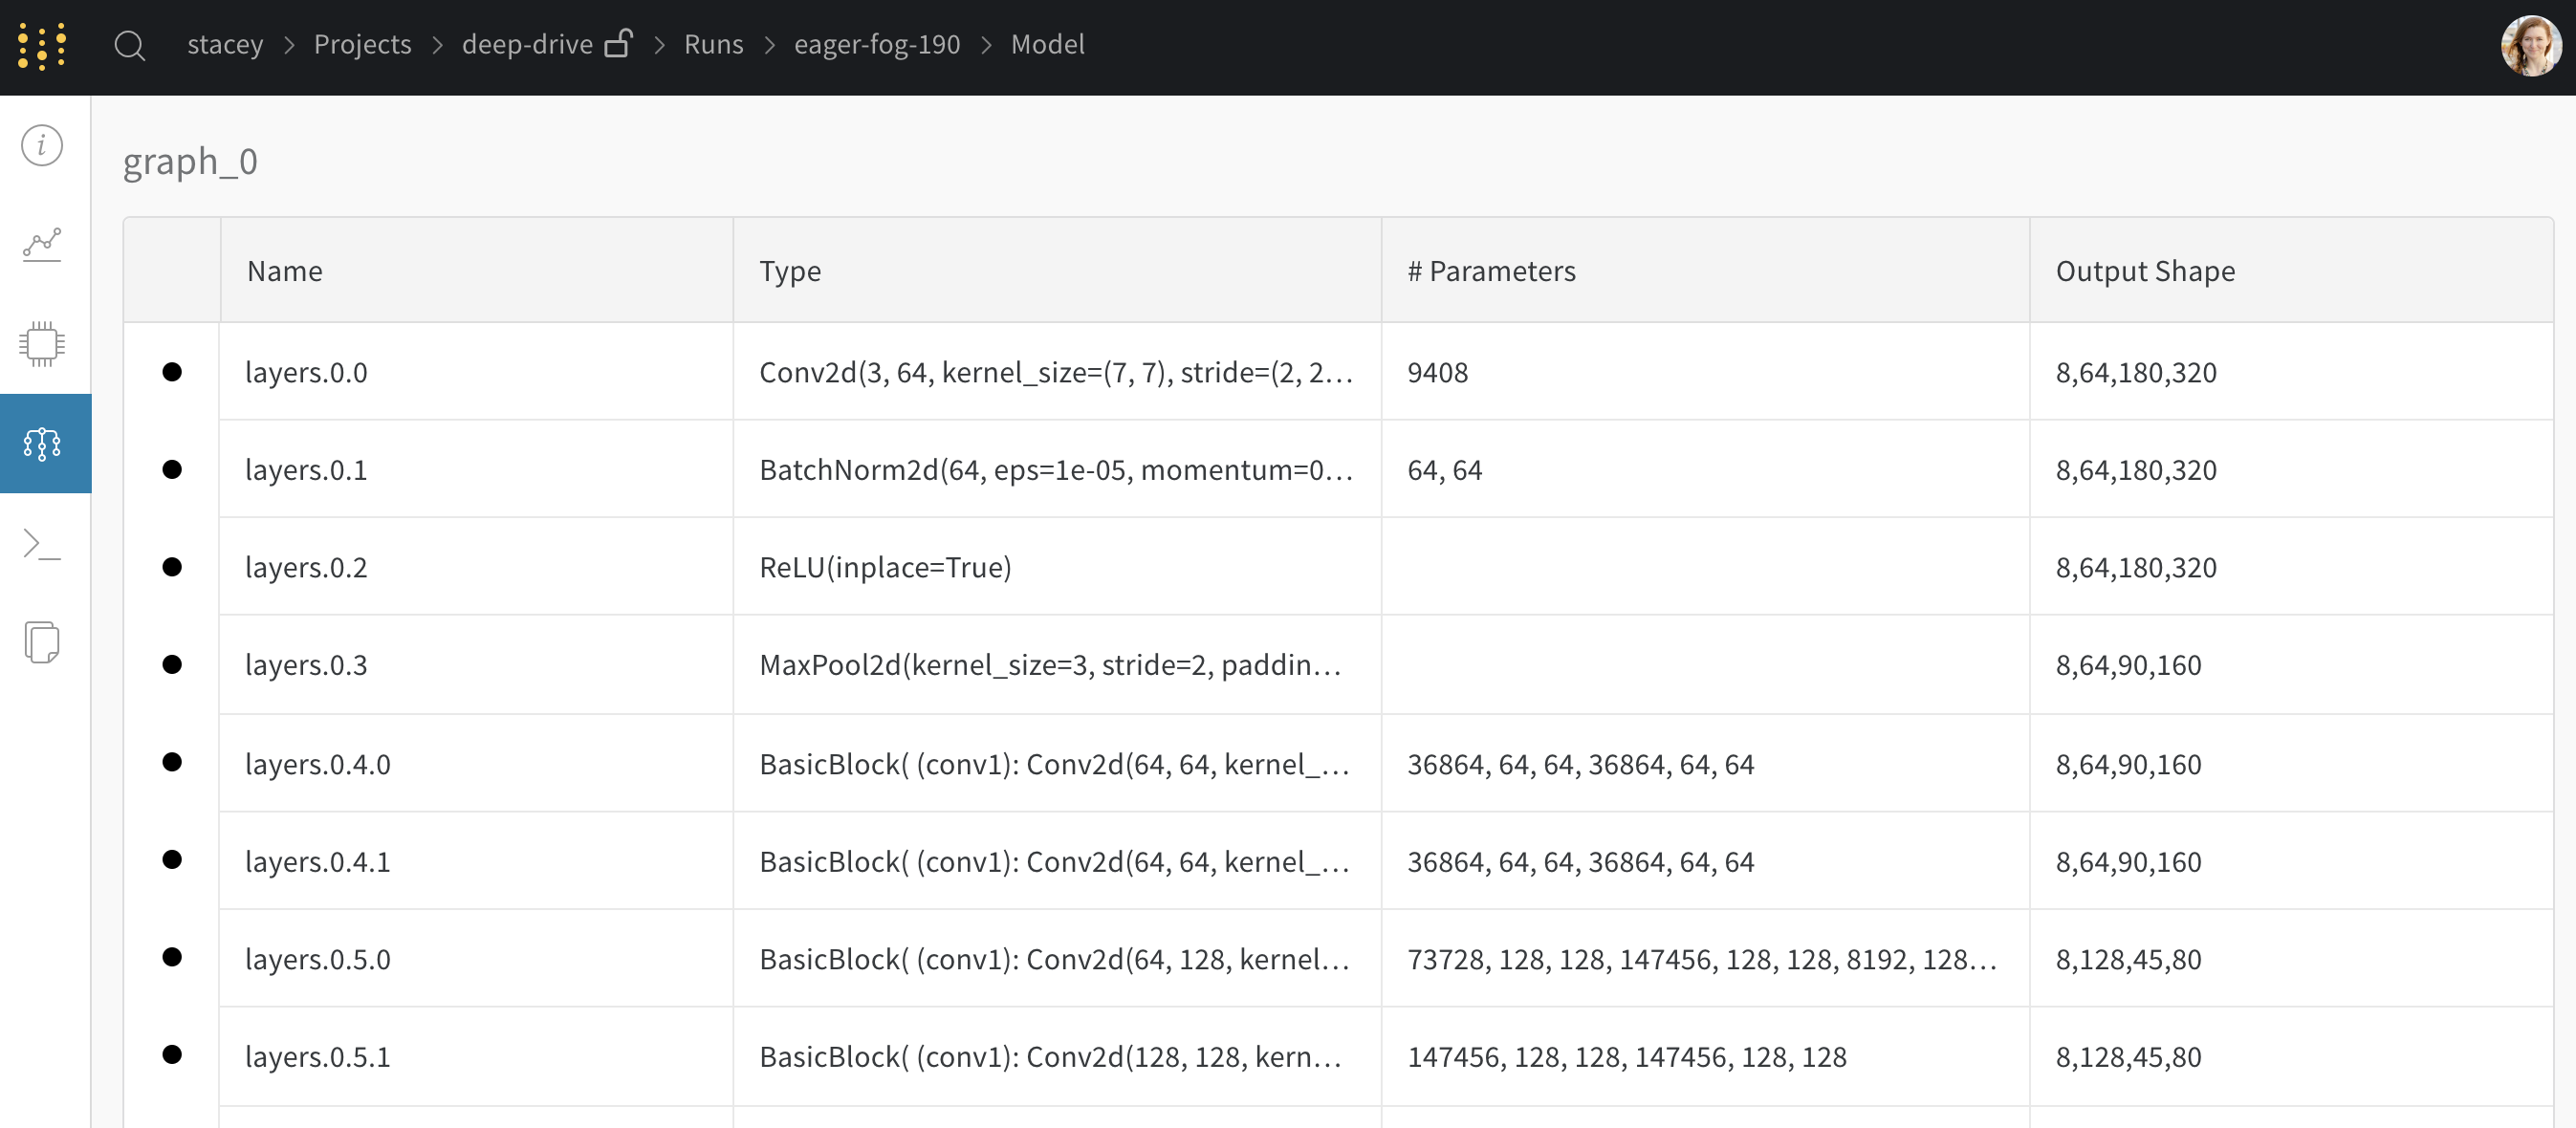 stacey > Projects > deep-drive > Runs > eager-fog-190 > Model
graph_0
Name Type # Parameters Output Shape
layers.0.0 Conv2d(3, 64, kernel_size=(7, 7), stride=(2, 2... 9408 8,64,180,320
layers.0.1 BatchNorm2d(64, eps=1e-05, momentum=0... 64, 64 8,64,180,320
layers.0.2 ReLU(inplace=True) 8,64,180,320
layers.0.3 MaxPool2d(kernel_size=3, stride=2, paddin... 8,64,90,160
layers.0.4.0 BasicBlock( (conv1): Conv2d(64, 64, kernel_... 36864, 64, 64, 36864, 64, 64 8,64,90,160
layers.0.4.1 BasicBlock( (conv1): Conv2d(64, 64, kernel_... 36864, 64, 64, 36864, 64, 64 8,64,90,160
layers.0.5.0 BasicBlock( (conv1): Conv2d(64, 128, kernel... 73728, 128, 128, 147456, 128, 128, 8192, 128... 8,128,45,80
layers.0.5.1 BasicBlock( (conv1): Conv2d(128, 128, kern... 147456, 128, 128, 147456, 128, 128 8,128,45,80